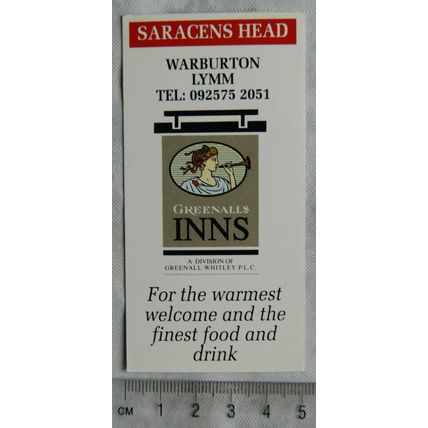 SARACENS HEAD
WARBURTON
LYMM
TEL: 092575 2051
GREENALLS
INNS
A DIVISION OF
GREENALL WHITLEY P.L.C.
For the warmest
welcome and the
finest food and
drink
CM 1 2 3 4 5